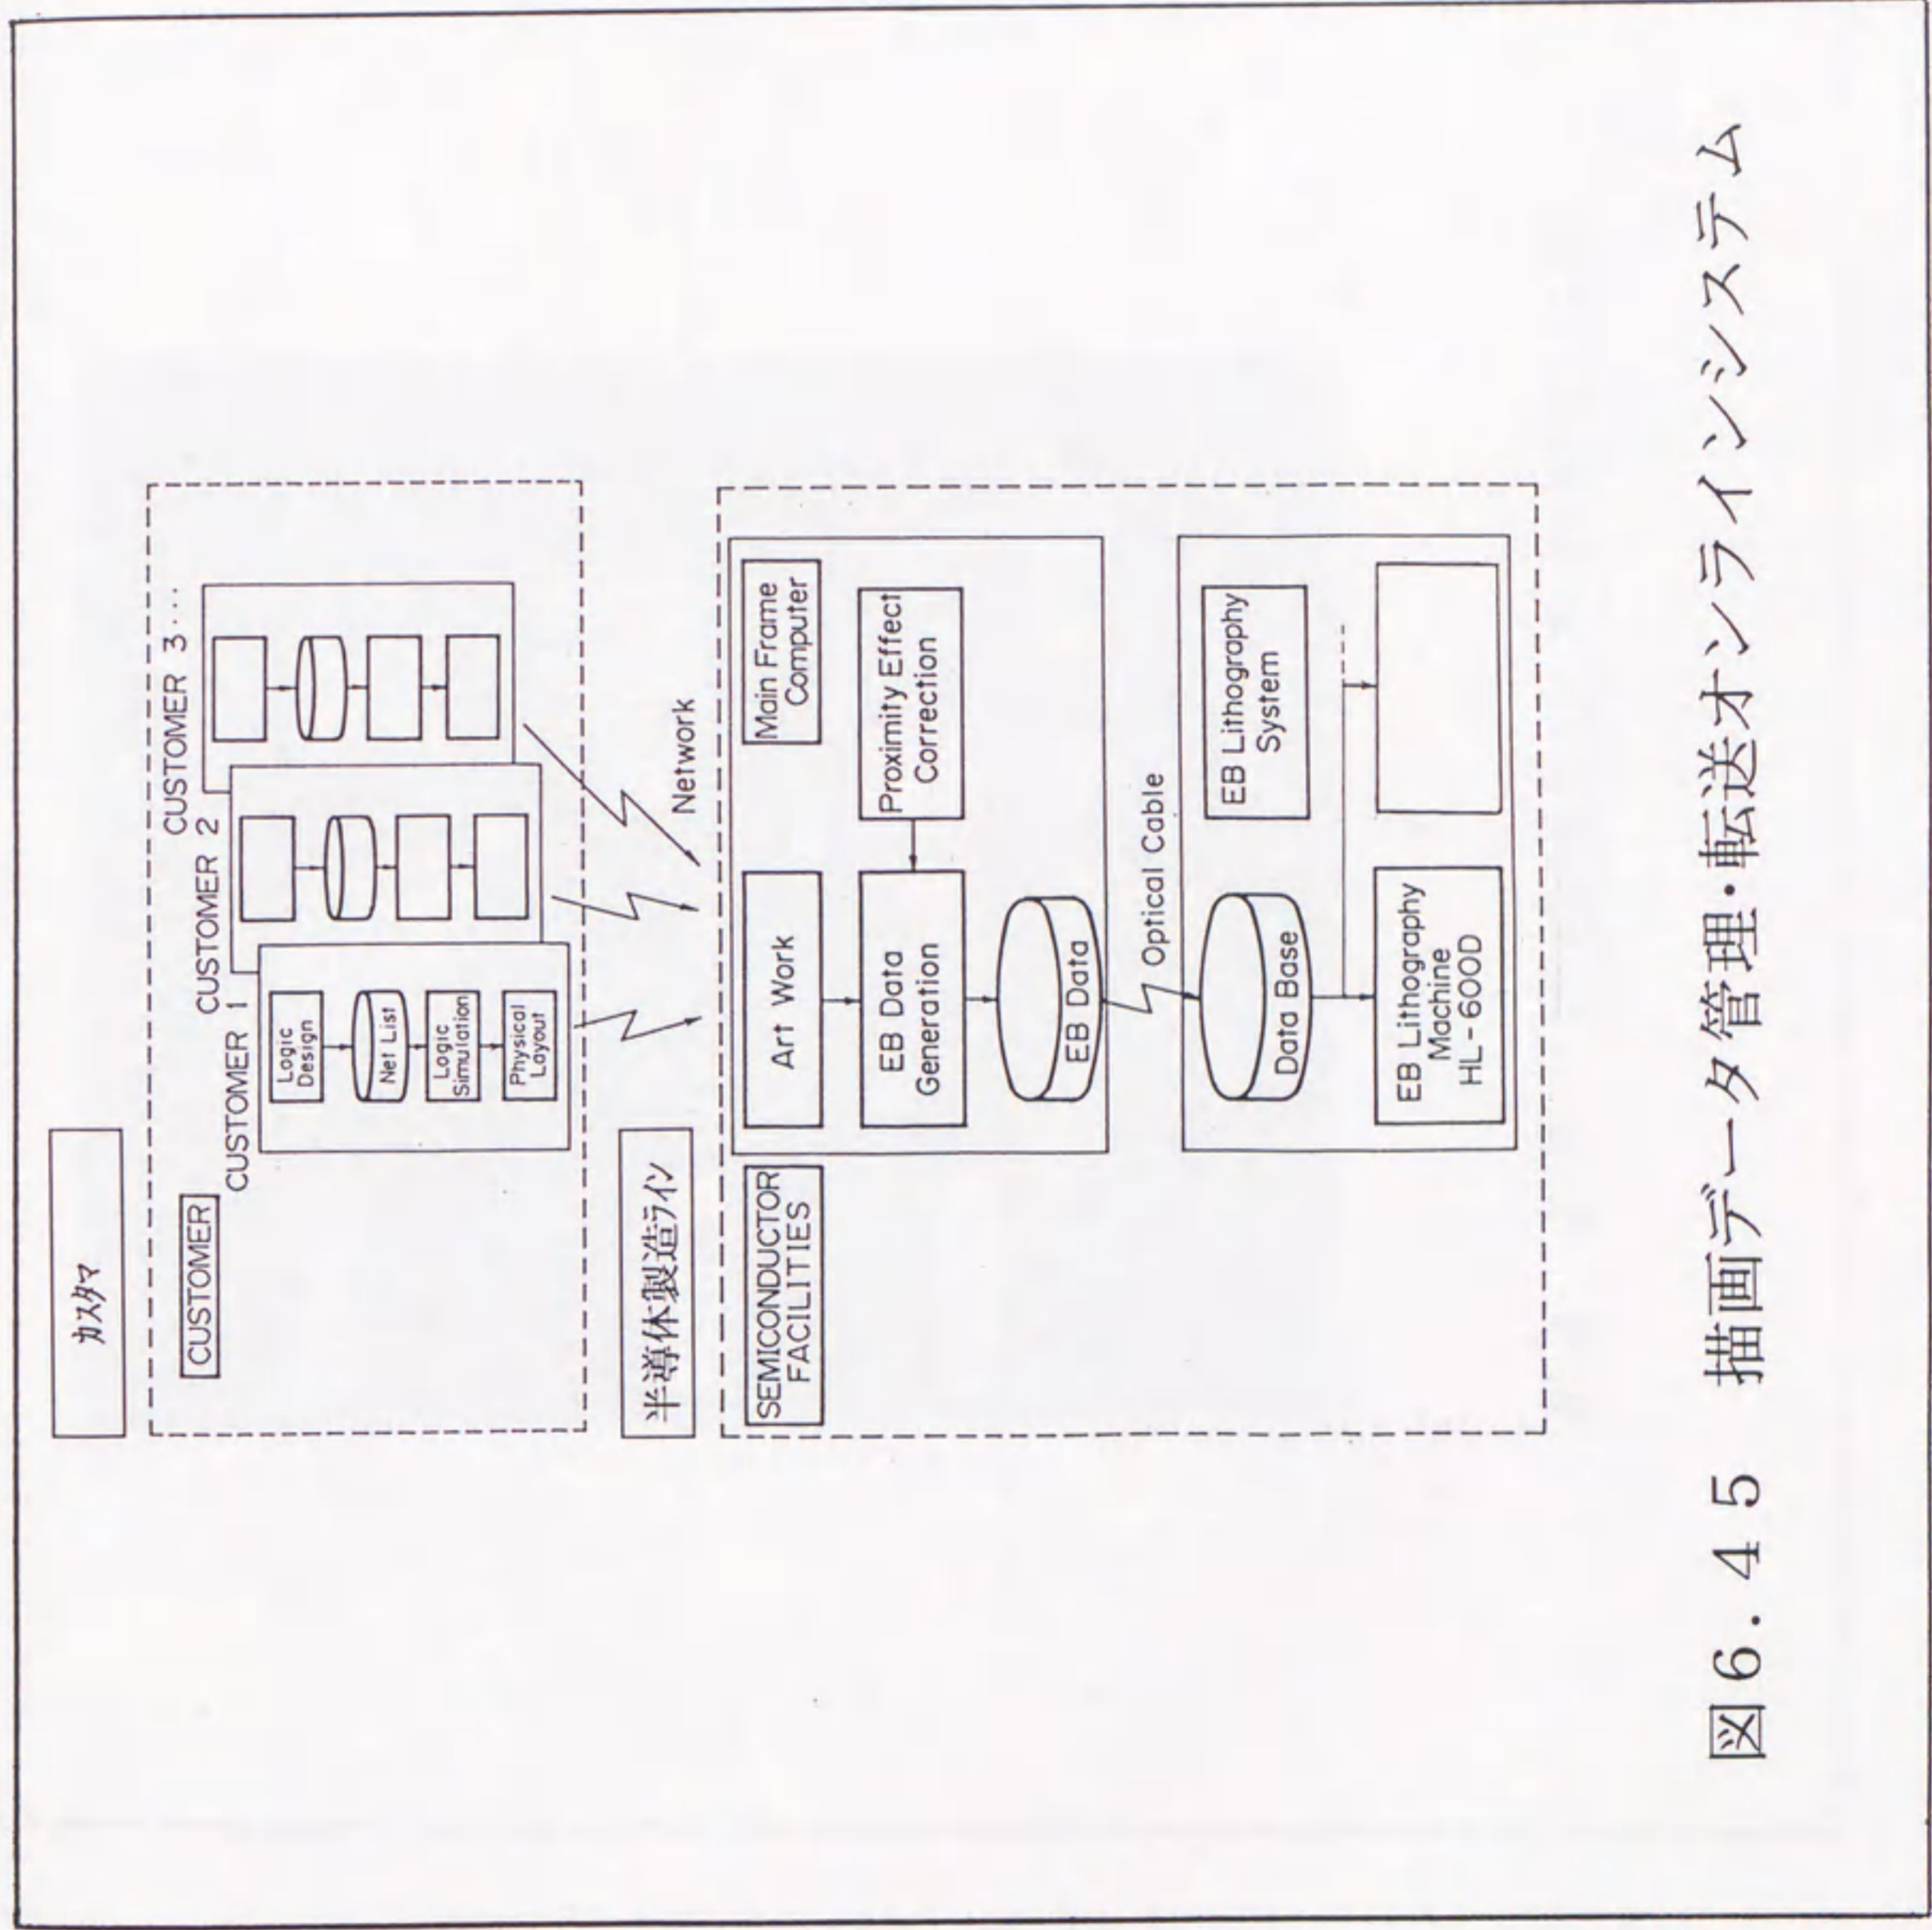 カスタマ
CUSTOMER
CUSTOMER 1
CUSTOMER 2
CUSTOMER 3 ···
Logic
Design
Net List
Logic
Simulation
Physical
Layout
Network
半導体製造ライン
SEMICONDUCTOR
FACILITIES
Main Frame
Computer
Art Work
EB Data
Generation
Proximity Effect
Correction
EB Data
Optical Cable
Data Base
EB Lithography
System
EB Lithography
Machine
HL-600D
図6.45 描画データ管理・転送オンラインシステム